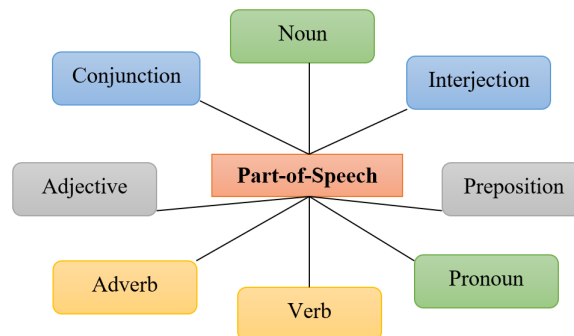 Noun
Conjunction
Interjection
Part-of-Speech
Adjective
Preposition
Adverb
Pronoun
Verb